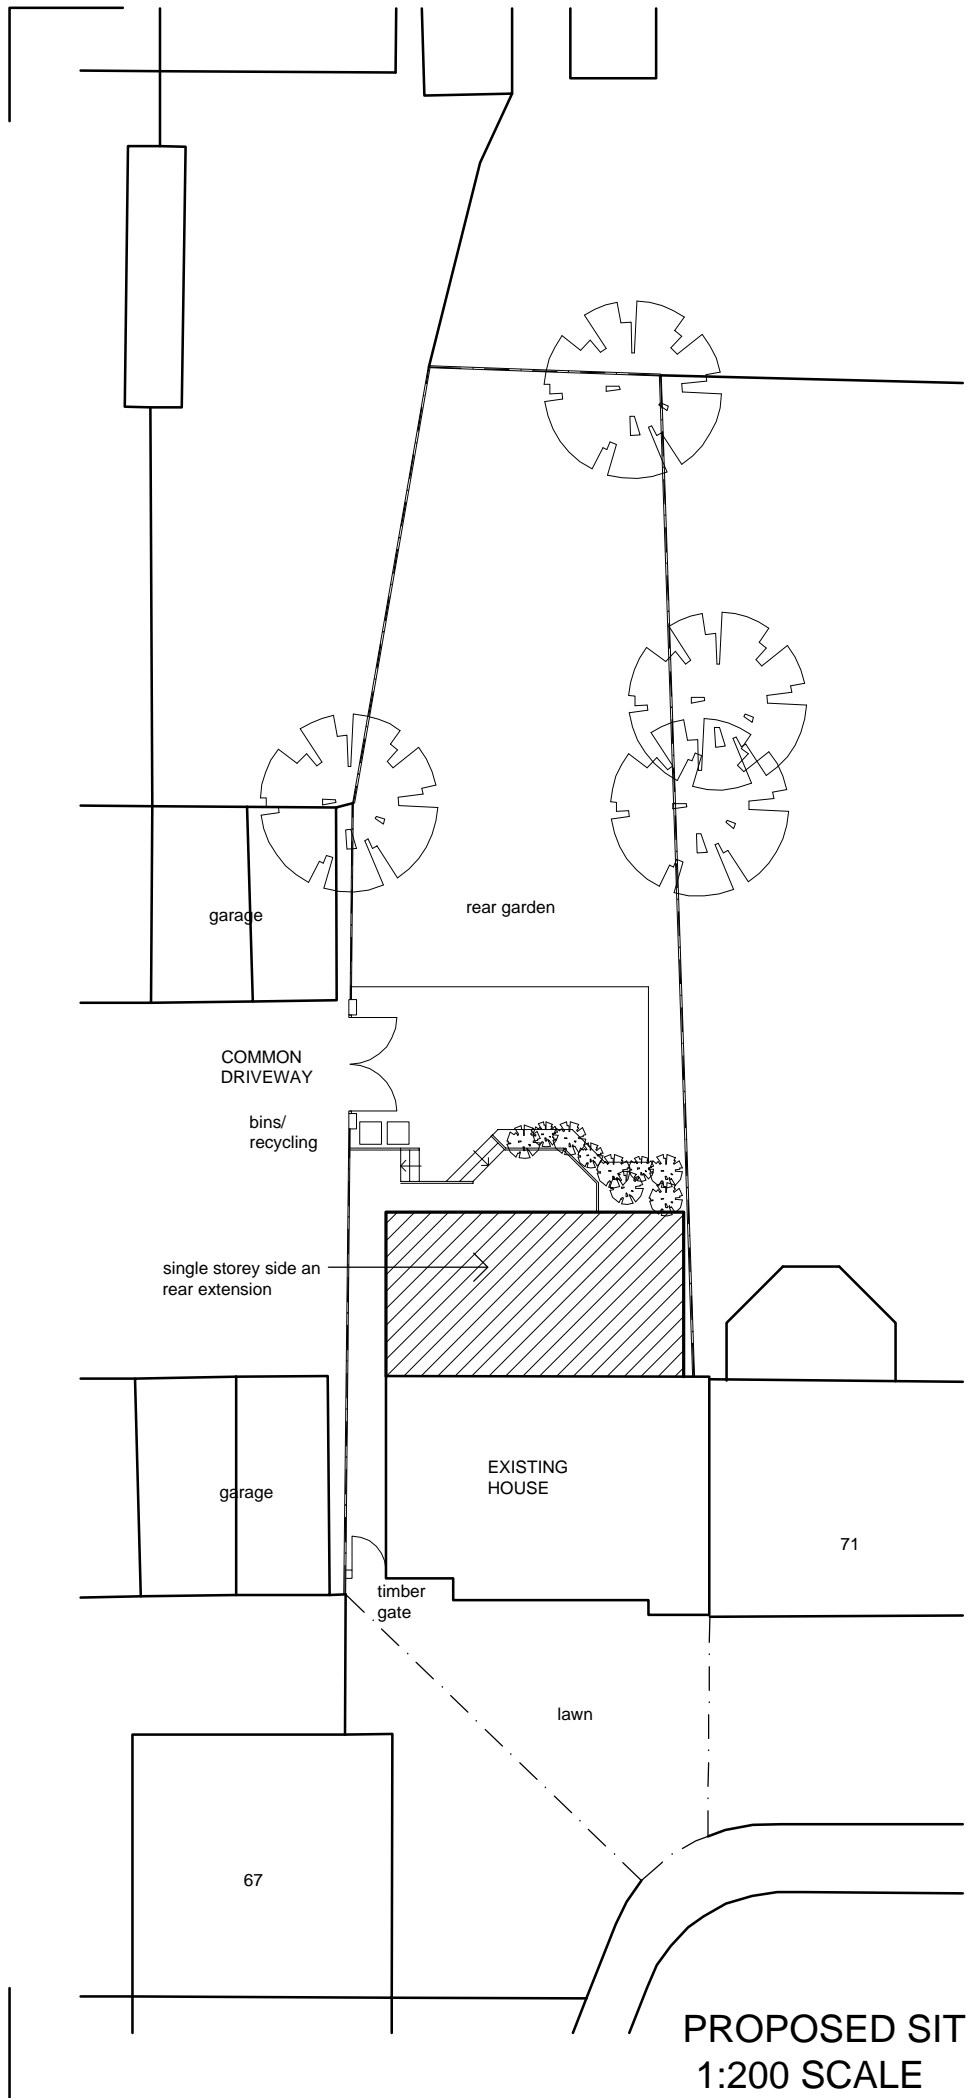 rear garden
garage
COMMON
DRIVEWAY
bins/
recycling
single storey side an
rear extension
EXISTING
HOUSE
garage
71
timber
gate
lawn
67
PROPOSED SIT
1:200 SCALE